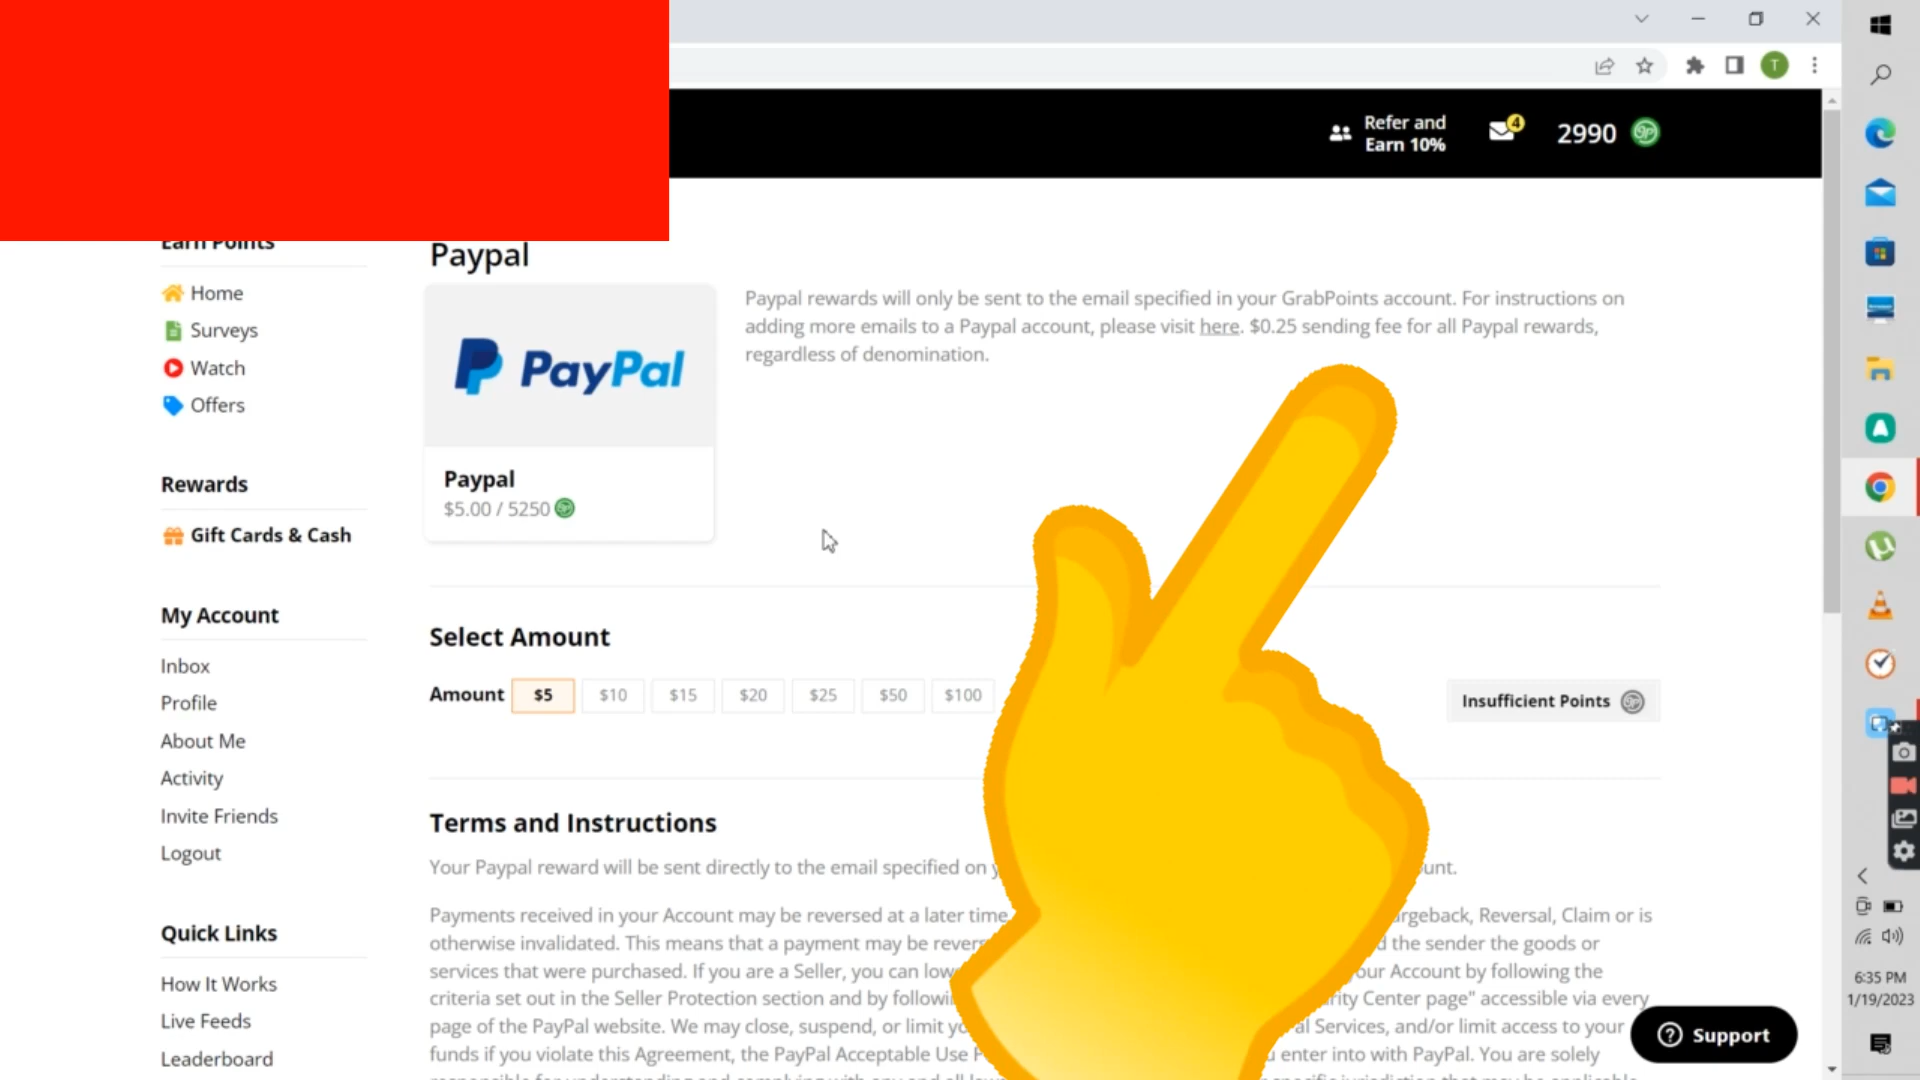 Refer and
Earn 10%
4
2990
T
Earn Points
Home
Surveys
Watch
Offers
Rewards
Gift Cards & Cash
My Account
Inbox
Profile
About Me
Activity
Invite Friends
Logout
Quick Links
How It Works
Live Feeds
Leaderboard
Paypal
PayPal
Paypal
$5.00 / 5250
Paypal rewards will only be sent to the email specified in your GrabPoints account. For instructions on
adding more emails to a Paypal account, please visit here. $0.25 sending fee for all Paypal rewards,
regardless of denomination.
Select Amount
Amount $5 $10 $15 $20 $25 $50 $100
Insufficient Points
Terms and Instructions
Your Paypal reward will be sent directly to the email specified on unt.
Payments received in your Account may be reversed at a later time rgeback, Reversal, Claim or is
otherwise invalidated. This means that a payment may be revers d the sender the goods or
services that were purchased. If you are a Seller, you can low our Account by following the
criteria set out in the Seller Protection section and by followi rity Center page" accessible via every
page of the PayPal website. We may close, suspend, or limit yo al Services, and/or limit access to your
funds if you violate this Agreement, the PayPal Acceptable Use enter into with PayPal. You are solely
Support
6:35 PM
1/19/2023